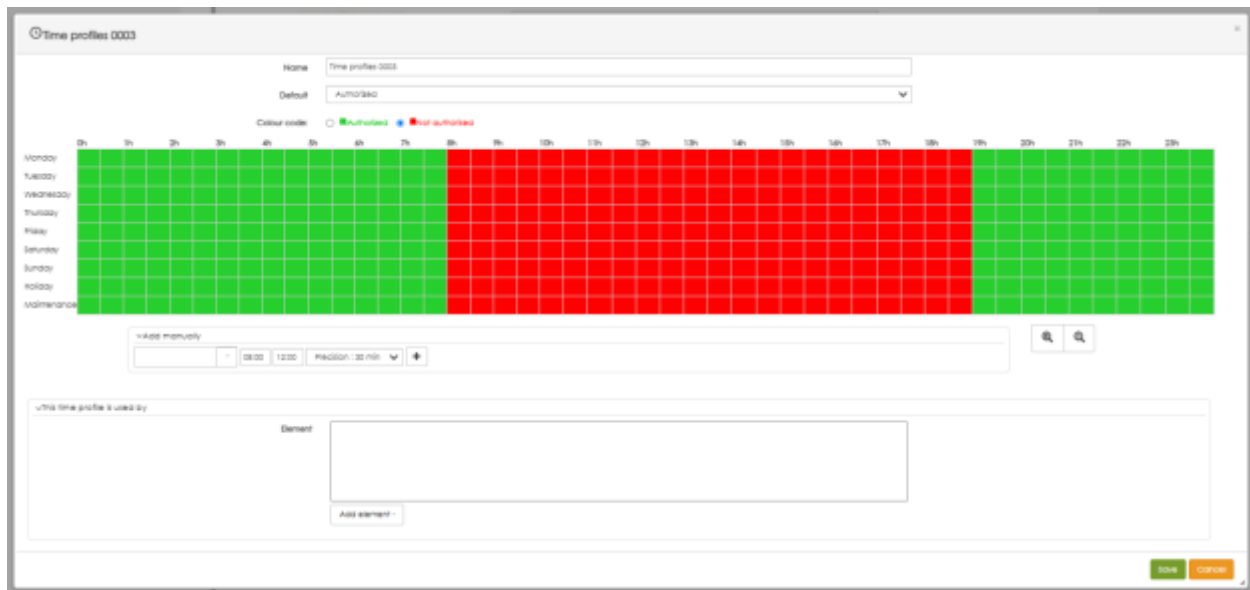 Time profiles 0003
×
Name Time profiles 0003
Default Authorised
Colour code: Authorised Not authorised
0h 1h 2h 3h 4h 5h 6h 7h 8h 9h 10h 11h 12h 13h 14h 15h 16h 17h 18h 19h 20h 21h 22h 23h
Monday
Tuesday
Wednesday
Thursday
Friday
Saturday
Sunday
Holiday
Maintenance
Add manually
08:00 12:00 Precision : 30 min +
This time profile is used by
Element
Add element
Save Cancel